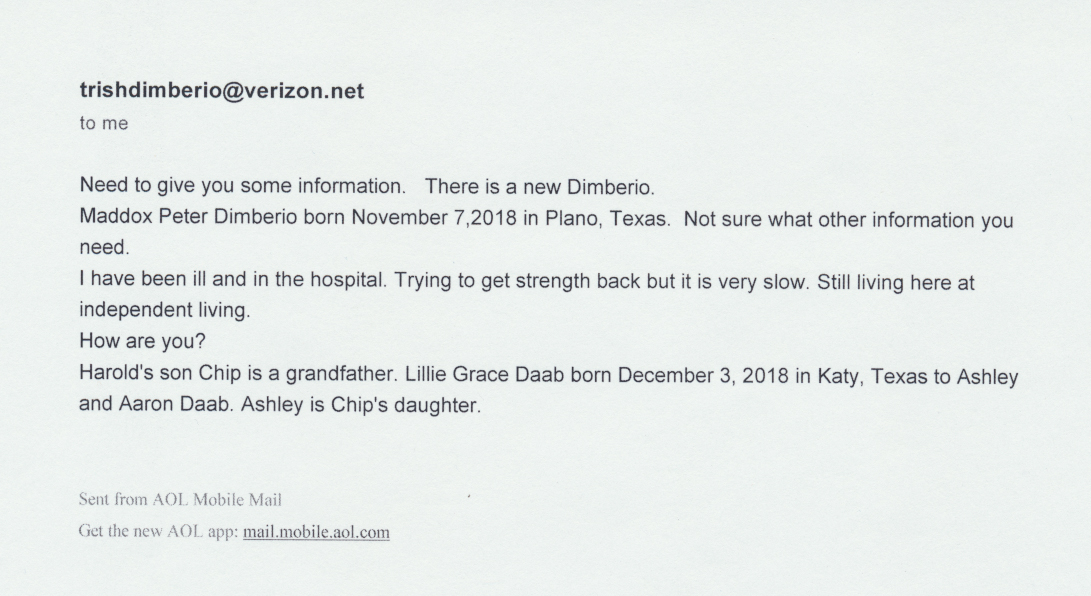 trishdimberio@verizon.net
to me
Need to give you some information.   There is a new Dimberio.
Maddox Peter Dimberio born November 7,2018 in Plano, Texas.  Not sure what other information you
need.
I have been ill and in the hospital. Trying to get strength back but it is very slow. Still living here at
independent living.
How are you?
Harold's son Chip is a grandfather. Lillie Grace Daab born December 3, 2018 in Katy, Texas to Ashley
and Aaron Daab. Ashley is Chip's daughter.
Sent from AOL Mobile Mail
Get the new AOL app: mail.mobile.aol.com